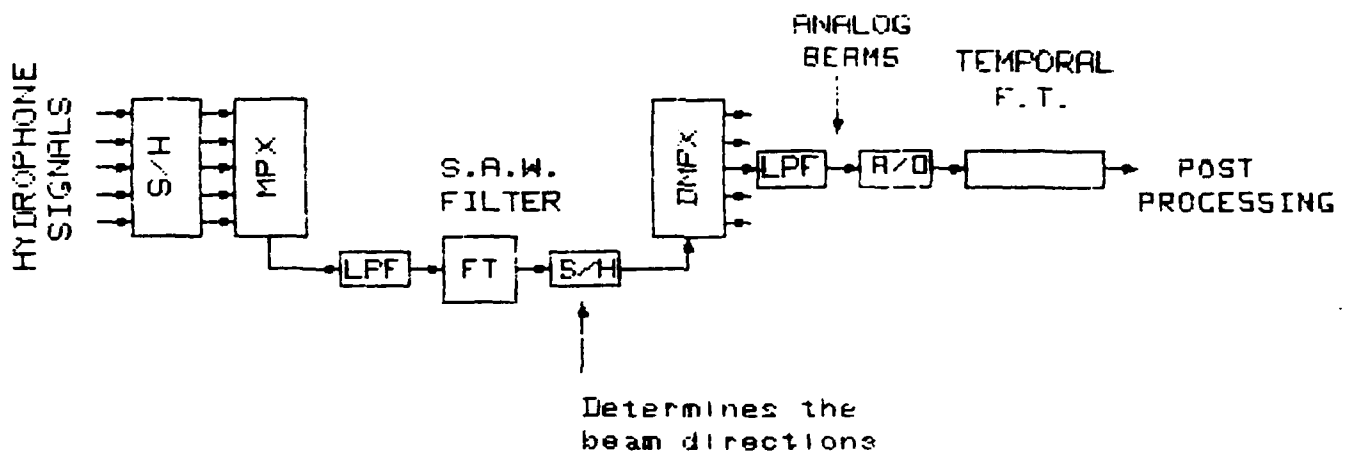 HYDROPHONE
SIGNALS
S/H
MPX
LPF
S.A.W.
FILTER
FT
S/H
Determines the
beam directions
DMPX
LPF
ANALOG
BEAMS
A/D
TEMPORAL
F.T.
POST
PROCESSING